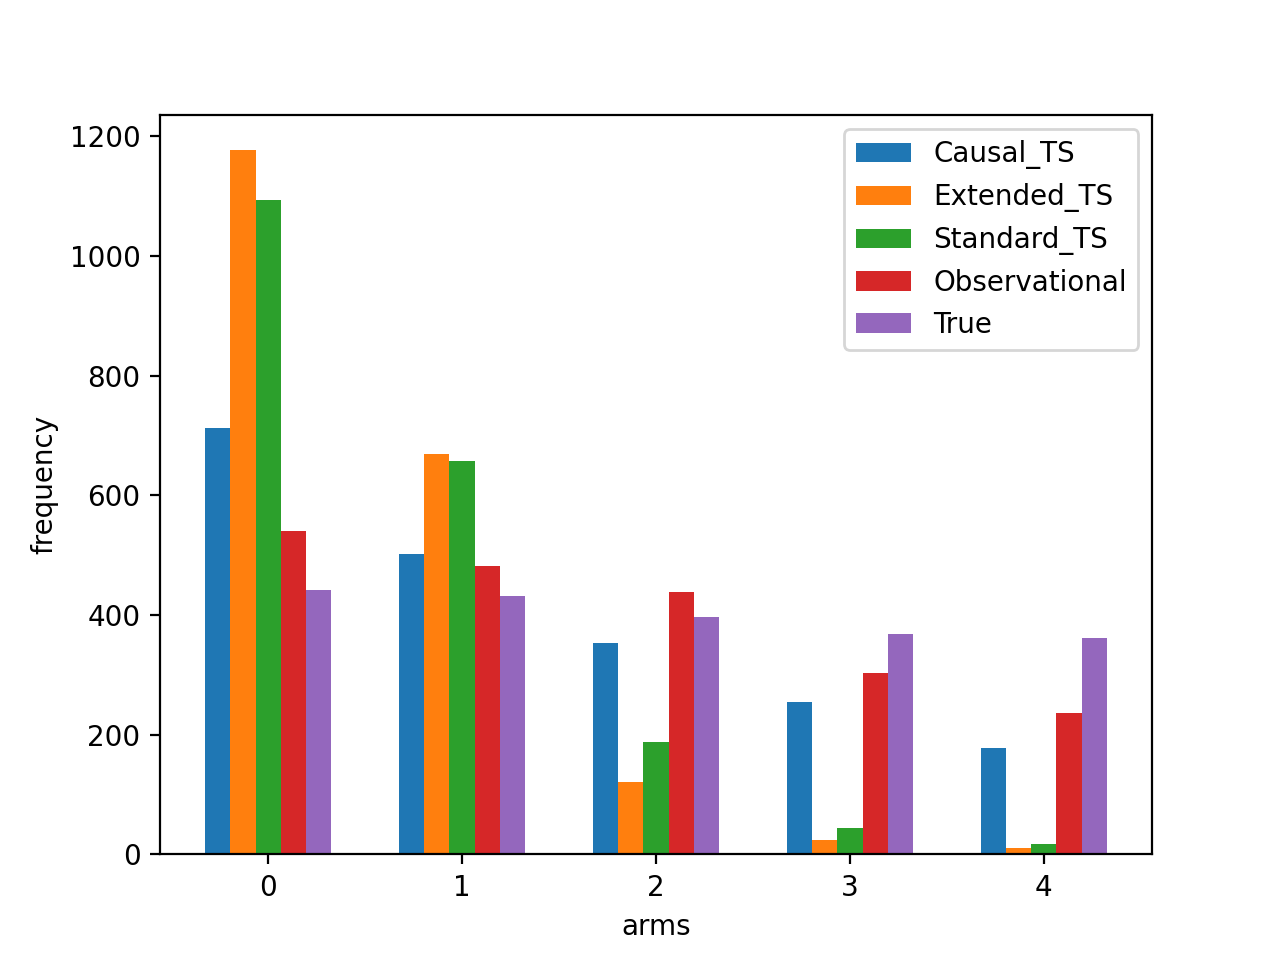 1200
1000
800
600
400
200
0
frequency
Causal_TS
Extended_TS
Standard_TS
Observational
True
0 1 2 3 4
arms